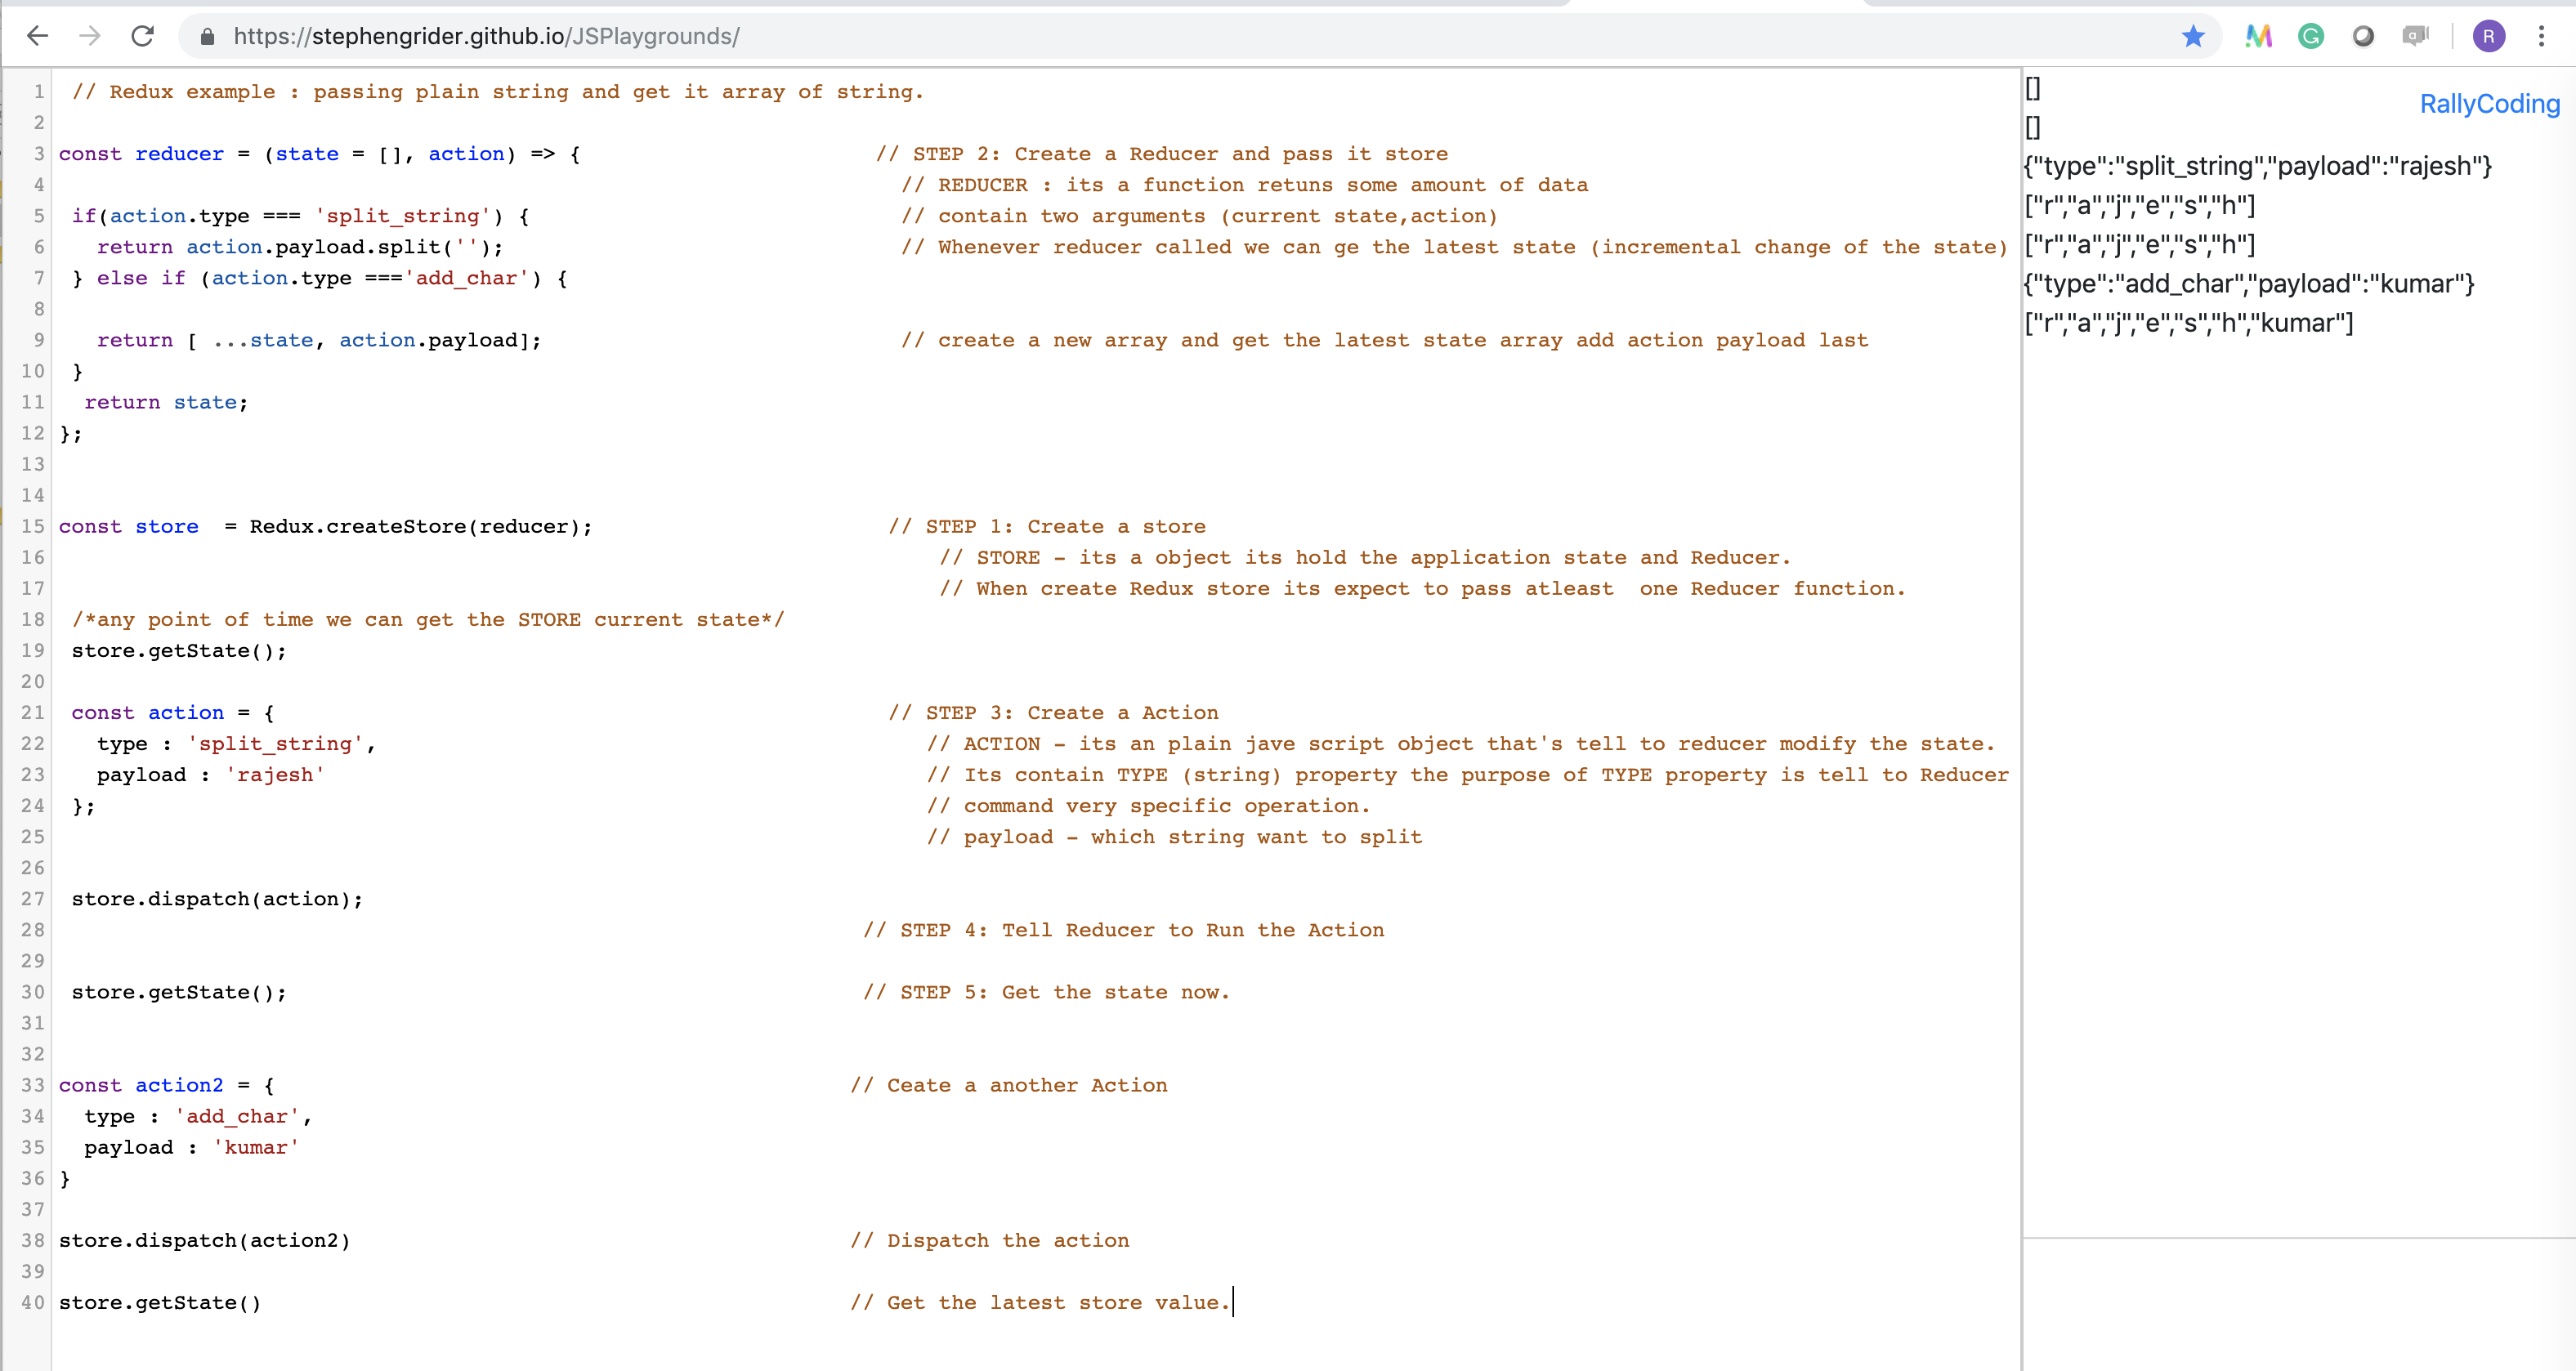 https://stephengrider.github.io/JSPlaygrounds/
R
1 // Redux example : passing plain string and get it array of string.
2
3 const reducer = (state = [], action) => { // STEP 2: Create a Reducer and pass it store
4 // REDUCER : its a function retuns some amount of data
5 if(action.type === 'split_string') { // contain two arguments (current state,action)
6 return action.payload.split(''); // Whenever reducer called we can ge the latest state (incremental change of the state)
7 } else if (action.type ==='add_char') {
8
9 return [ ...state, action.payload]; // create a new array and get the latest state array add action payload last
10 }
11 return state;
12 };
13
14
15 const store = Redux.createStore(reducer); // STEP 1: Create a store
16 // STORE - its a object its hold the application state and Reducer.
17 // When create Redux store its expect to pass atleast one Reducer function.
18 /*any point of time we can get the STORE current state*/
19 store.getState();
20
21 const action = { // STEP 3: Create a Action
22 type : 'split_string', // ACTION - its an plain jave script object that's tell to reducer modify the state.
23 payload : 'rajesh' // Its contain TYPE (string) property the purpose of TYPE property is tell to Reducer
24 }; // command very specific operation.
25 // payload - which string want to split
26
27 store.dispatch(action);
28 // STEP 4: Tell Reducer to Run the Action
29
30 store.getState(); // STEP 5: Get the state now.
31
32
33 const action2 = { // Ceate a another Action
34 type : 'add_char',
35 payload : 'kumar'
36 }
37
38 store.dispatch(action2) // Dispatch the action
39
40 store.getState() // Get the latest store value.
[]
RallyCoding
[]
{"type":"split_string","payload":"rajesh"}
["r","a","j","e","s","h"]
["r","a","j","e","s","h"]
{"type":"add_char","payload":"kumar"}
["r","a","j","e","s","h","kumar"]